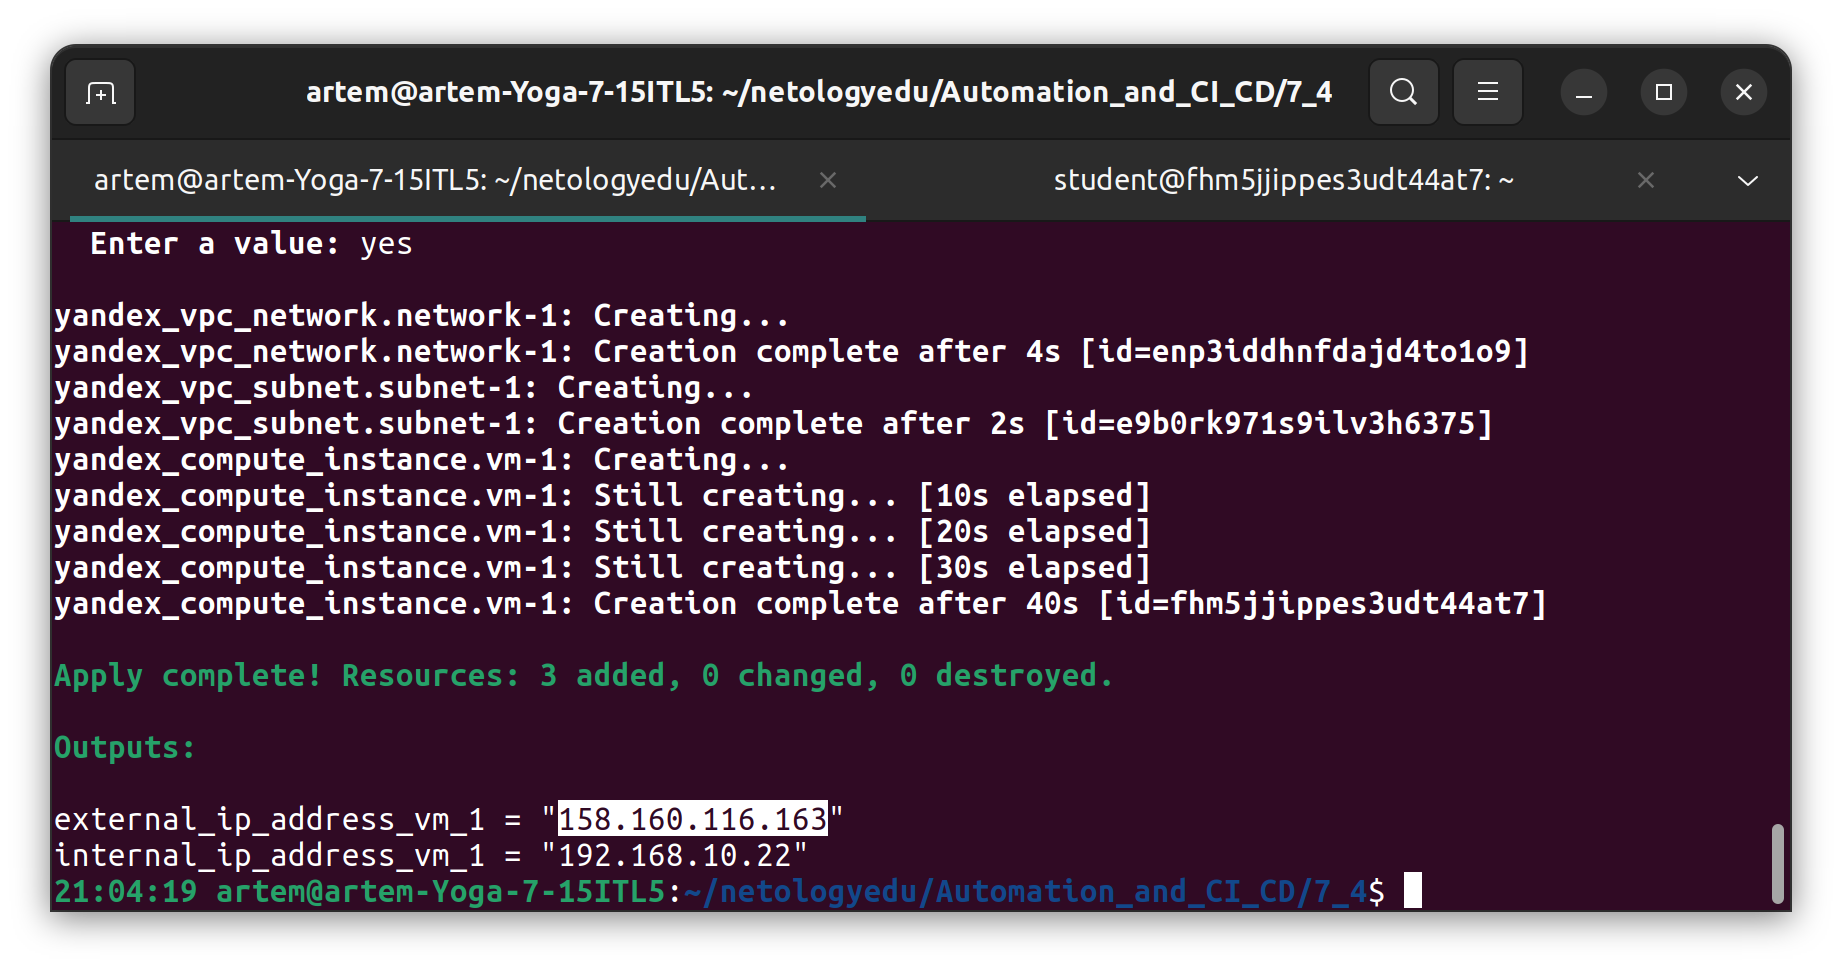 artem@artem-Yoga-7-15ITL5: ~/netologyedu/Automation_and_CI_CD/7_4
artem@artem-Yoga-7-15ITL5: ~/netologyedu/Aut...
student@fhm5jjippes3udt44at7: ~
Enter a value: yes
yandex_vpc_network.network-1: Creating...
yandex_vpc_network.network-1: Creation complete after 4s [id=enp3iddhnfdajd4to1o9]
yandex_vpc_subnet.subnet-1: Creating...
yandex_vpc_subnet.subnet-1: Creation complete after 2s [id=e9b0rk971s9ilv3h6375]
yandex_compute_instance.vm-1: Creating...
yandex_compute_instance.vm-1: Still creating... [10s elapsed]
yandex_compute_instance.vm-1: Still creating... [20s elapsed]
yandex_compute_instance.vm-1: Still creating... [30s elapsed]
yandex_compute_instance.vm-1: Creation complete after 40s [id=fhm5jjippes3udt44at7]
Apply complete! Resources: 3 added, 0 changed, 0 destroyed.
Outputs:
external_ip_address_vm_1 = "158.160.116.163"
internal_ip_address_vm_1 = "192.168.10.22"
21:04:19 artem@artem-Yoga-7-15ITL5:~/netologyedu/Automation_and_CI_CD/7_4$